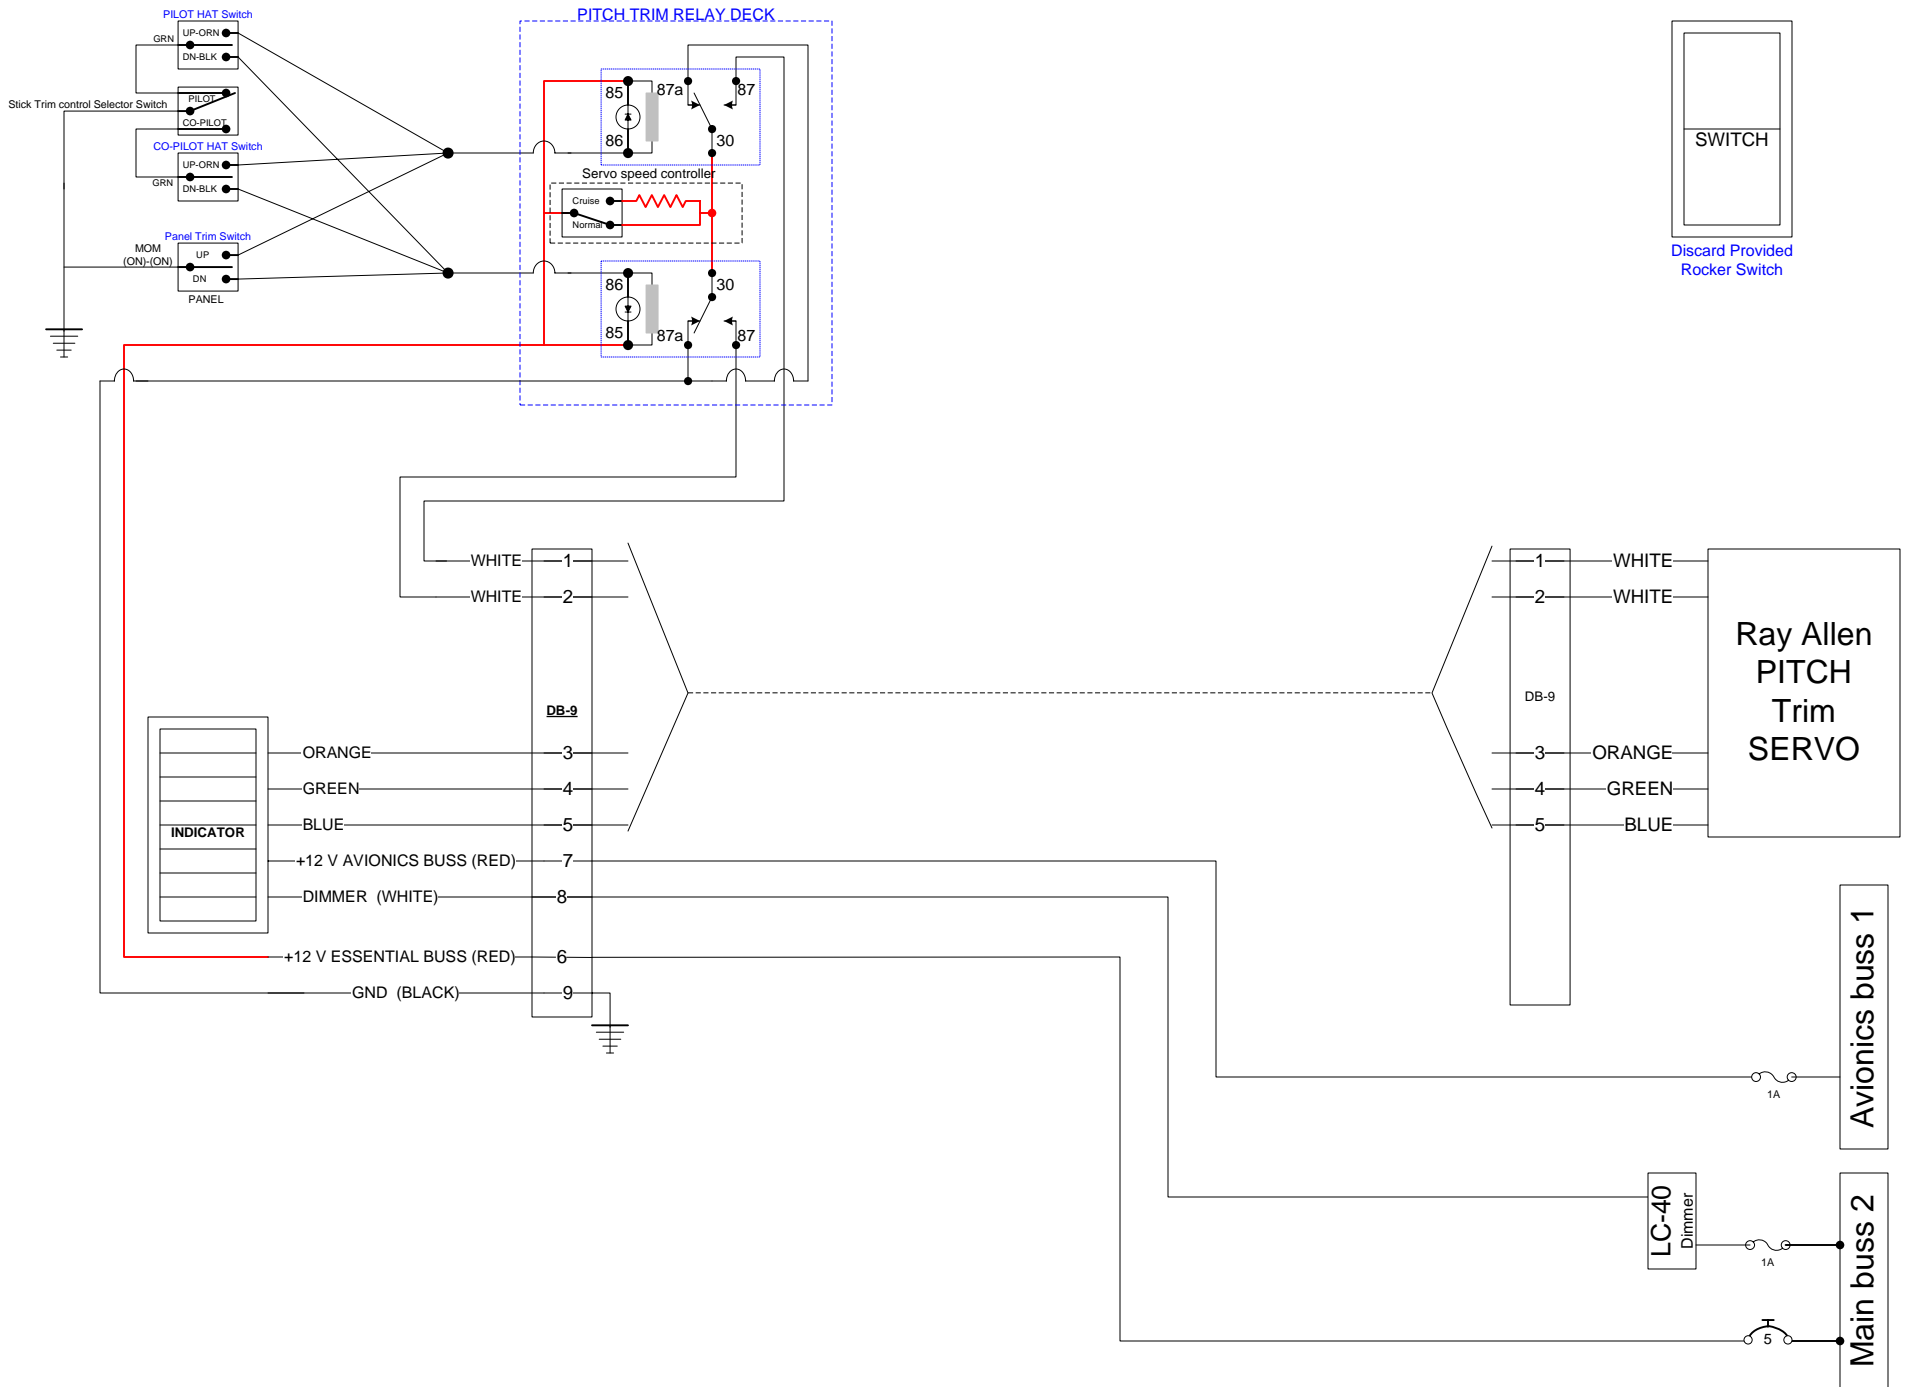 PILOT HAT Switch
UP-ORN
GRN
DN-BLK
PILOT
Stick Trim control Selector Switch
CO-PILOT
CO-PILOT HAT Switch
UP-ORN
GRN
DN-BLK
Panel Trim Switch
MOM
(ON)-(ON)
UP
DN
PANEL
PITCH TRIM RELAY DECK
85
87a
87
86
30
Servo speed controller
Cruise
Normal
86
30
85
87a
87
SWITCH
Discard Provided
Rocker Switch
WHITE
1
WHITE
2
DB-9
ORANGE
3
GREEN
4
BLUE
5
INDICATOR
+12 V AVIONICS BUSS (RED)
7
DIMMER (WHITE)
8
+12 V ESSENTIAL BUSS (RED)
6
GND (BLACK)
9
1
WHITE
2
WHITE
DB-9
3
ORANGE
4
GREEN
5
BLUE
Ray Allen
PITCH
Trim
SERVO
Avionics buss 1
1A
LC-40
Dimmer
1A
Main buss 2
5